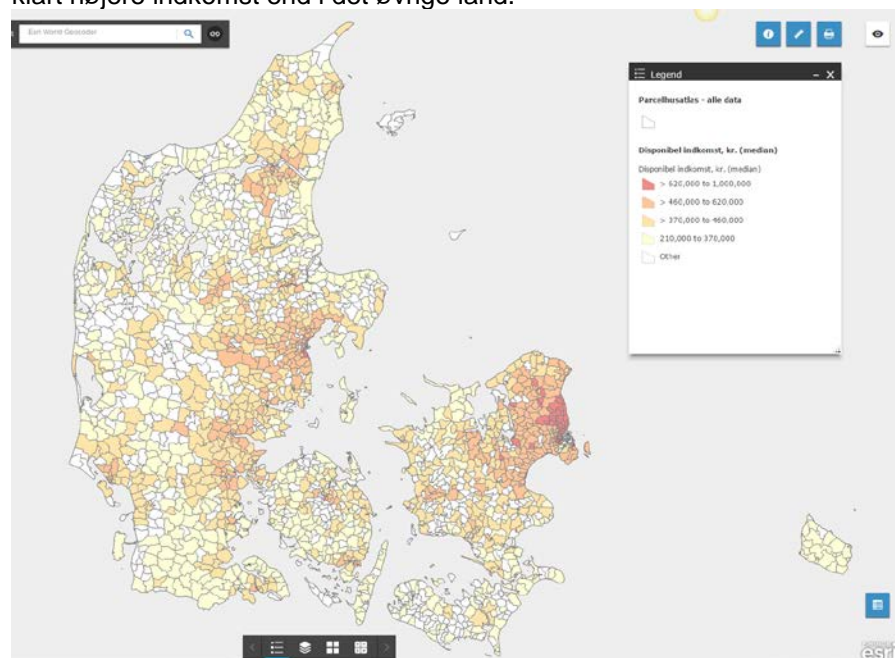 klart højere indkomst end i det øvrige land.
Esri World Geocoder
Legend
Parcelhusatlas - alle data
Disponibel indkomst, kr. (median)
Disponibel indkomst, kr. (median)
> 620,000 to 1,000,000
> 460,000 to 620,000
> 370,000 to 460,000
210,000 to 370,000
Other
esri